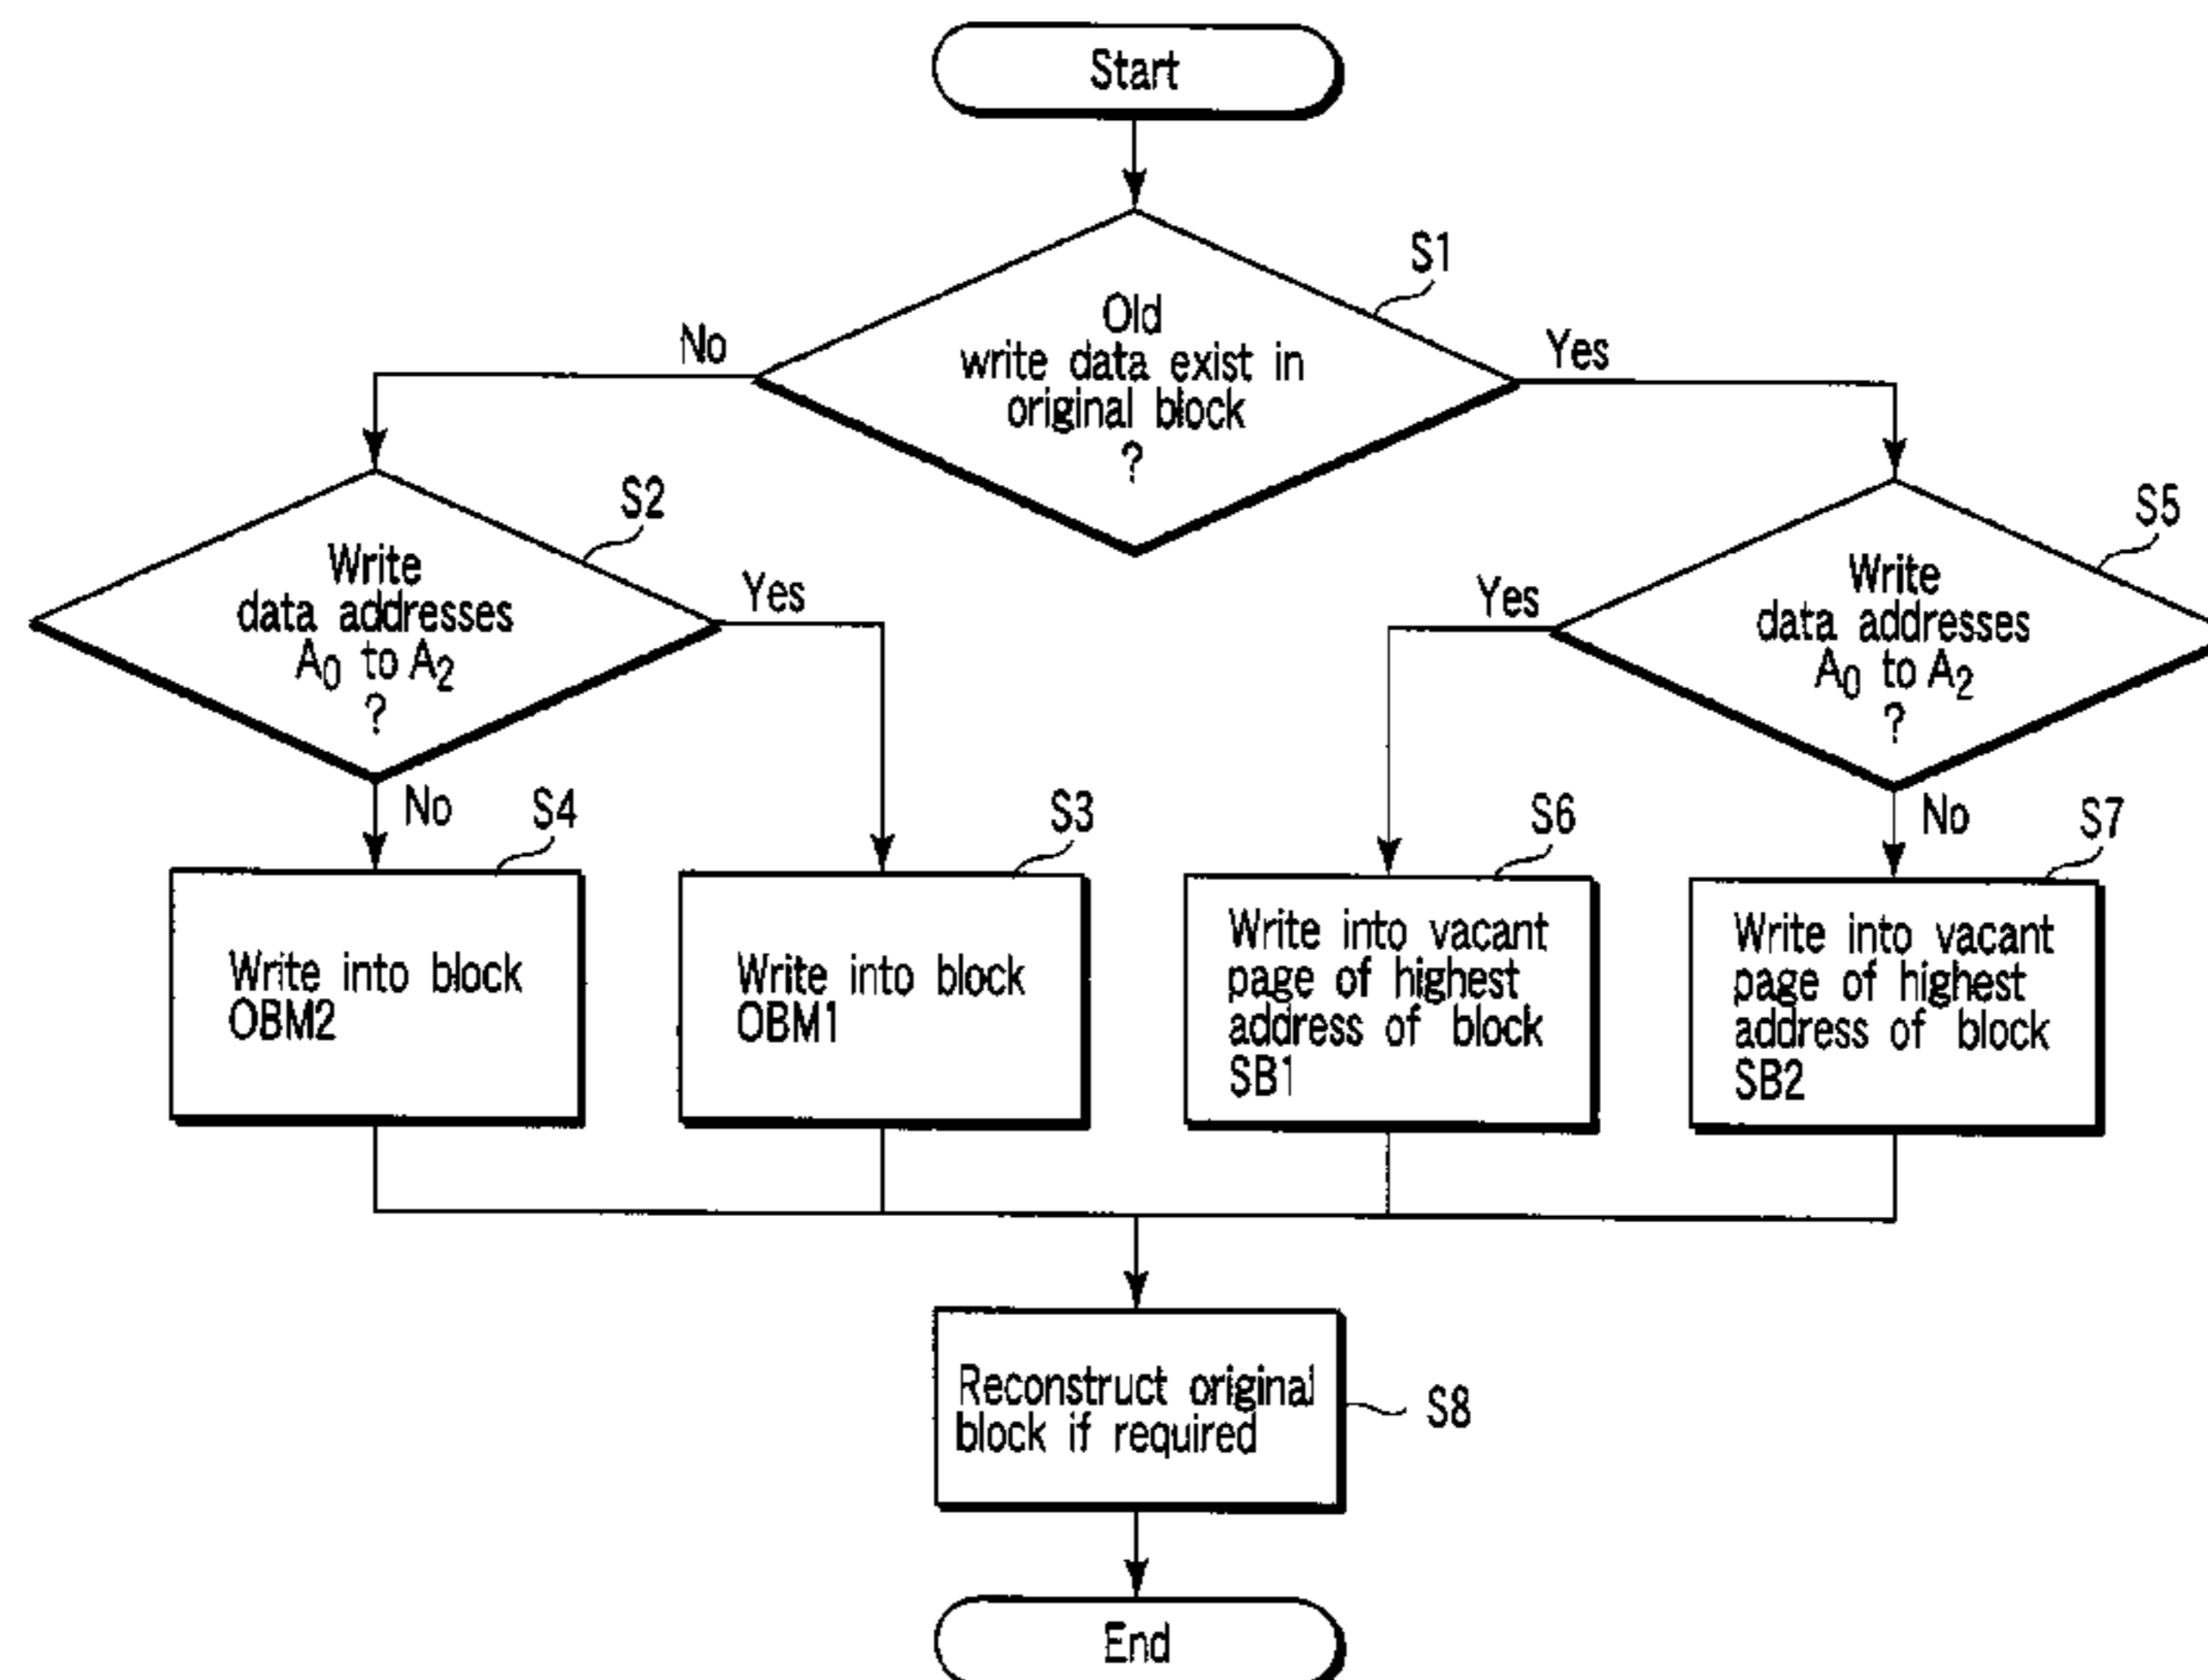 Start
S1
Old
write data exist in
original block
?
No
Yes
S2
Write
data addresses
A0 to A2
?
Yes
No
S5
Write
data addresses
A0 to A2
?
Yes
No
S4
Write into block
OBM2
S3
Write into block
OBM1
S6
Write into vacant
page of highest
address of block
SB1
S7
Write into vacant
page of highest
address of block
SB2
Reconstruct original
block if required
S8
End